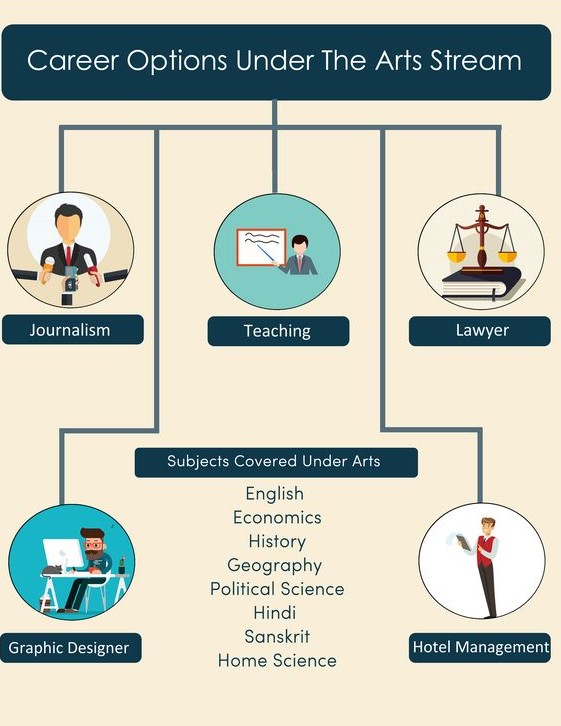 Career Options Under The Arts Stream
Journalism
Teaching
Lawyer
Subjects Covered Under Arts
English
Economics
History
Geography
Political Science
Hindi
Sanskrit
Home Science
Graphic Designer
Hotel Management